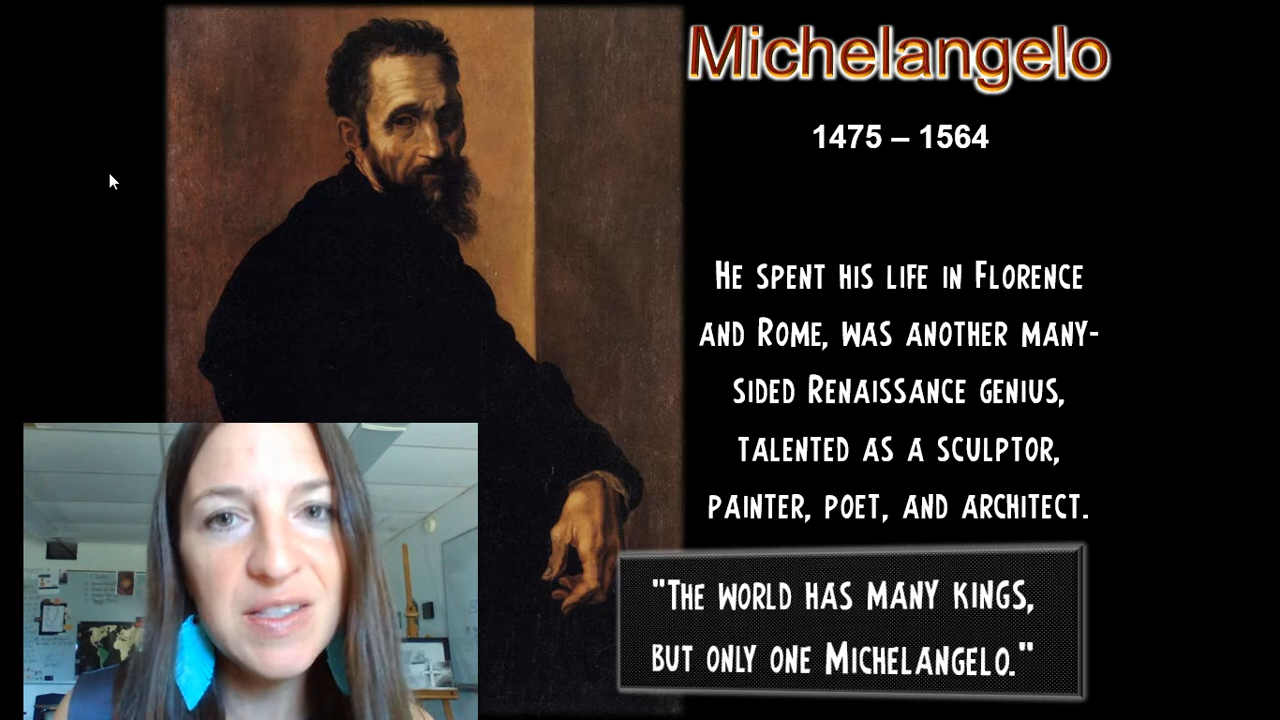 Michelangelo
1475 – 1564
He spent his life in Florence
and Rome, was another many-
sided Renaissance genius,
talented as a sculptor,
painter, poet, and architect.
"The world has many kings,
but only one Michelangelo."